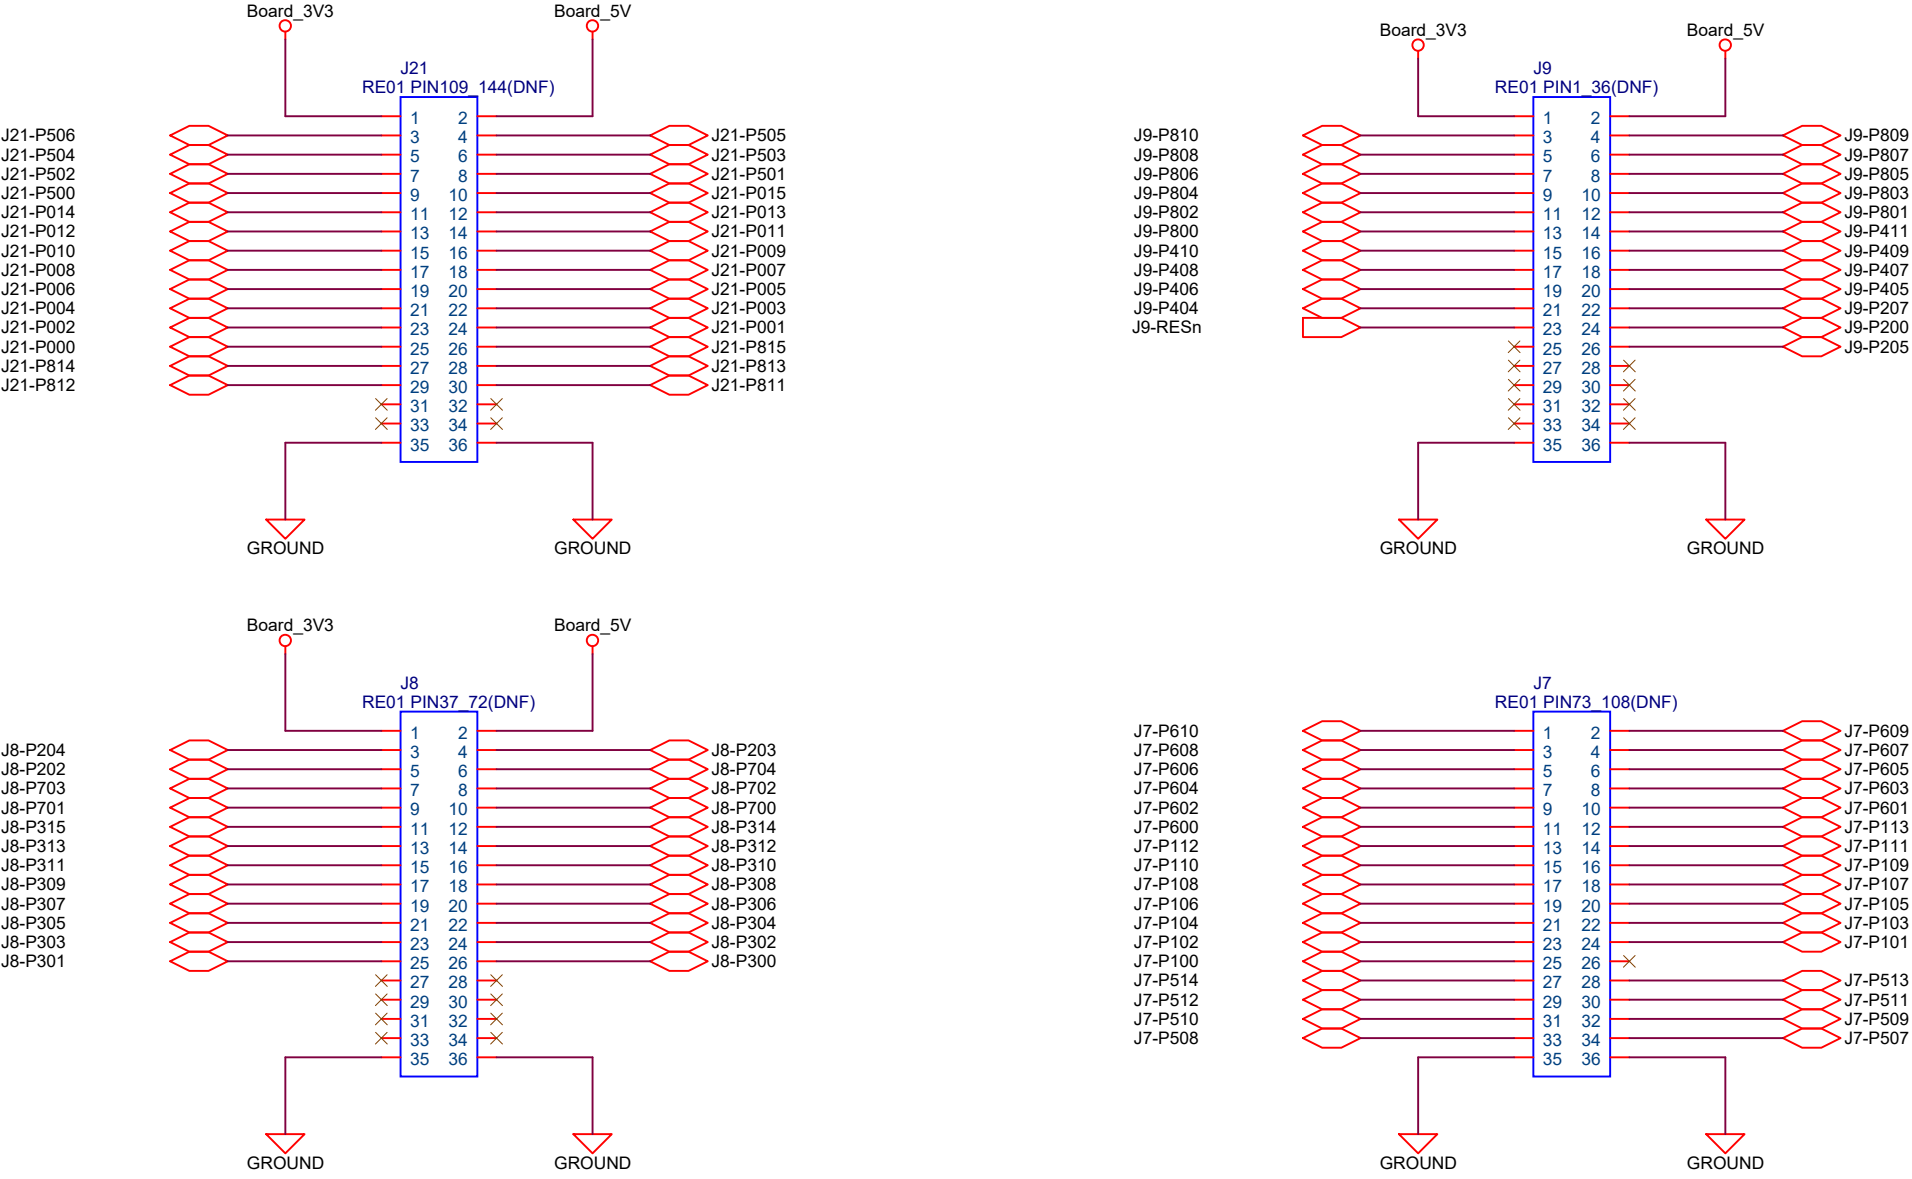 Board_3V3 Board_5V
J21
RE01 PIN109_144(DNF)
1 2
J21-P506 3 4 J21-P505
J21-P504 5 6 J21-P503
J21-P502 7 8 J21-P501
J21-P500 9 10 J21-P015
J21-P014 11 12 J21-P013
J21-P012 13 14 J21-P011
J21-P010 15 16 J21-P009
J21-P008 17 18 J21-P007
J21-P006 19 20 J21-P005
J21-P004 21 22 J21-P003
J21-P002 23 24 J21-P001
J21-P000 25 26 J21-P815
J21-P814 27 28 J21-P813
J21-P812 29 30 J21-P811
31 32
33 34
35 36
GROUND GROUND
Board_3V3 Board_5V
J9
RE01 PIN1_36(DNF)
1 2
J9-P810 3 4 J9-P809
J9-P808 5 6 J9-P807
J9-P806 7 8 J9-P805
J9-P804 9 10 J9-P803
J9-P802 11 12 J9-P801
J9-P800 13 14 J9-P411
J9-P410 15 16 J9-P409
J9-P408 17 18 J9-P407
J9-P406 19 20 J9-P405
J9-P404 21 22 J9-P207
J9-RESn 23 24 J9-P200
25 26 J9-P205
27 28
29 30
31 32
33 34
35 36
GROUND GROUND
Board_3V3 Board_5V
J8
RE01 PIN37_72(DNF)
1 2
J8-P204 3 4 J8-P203
J8-P202 5 6 J8-P704
J8-P703 7 8 J8-P702
J8-P701 9 10 J8-P700
J8-P315 11 12 J8-P314
J8-P313 13 14 J8-P312
J8-P311 15 16 J8-P310
J8-P309 17 18 J8-P308
J8-P307 19 20 J8-P306
J8-P305 21 22 J8-P304
J8-P303 23 24 J8-P302
J8-P301 25 26 J8-P300
27 28
29 30
31 32
33 34
35 36
GROUND GROUND
J7
RE01 PIN73_108(DNF)
J7-P610 1 2 J7-P609
J7-P608 3 4 J7-P607
J7-P606 5 6 J7-P605
J7-P604 7 8 J7-P603
J7-P602 9 10 J7-P601
J7-P600 11 12 J7-P113
J7-P112 13 14 J7-P111
J7-P110 15 16 J7-P109
J7-P108 17 18 J7-P107
J7-P106 19 20 J7-P105
J7-P104 21 22 J7-P103
J7-P102 23 24 J7-P101
J7-P100 25 26
J7-P514 27 28 J7-P513
J7-P512 29 30 J7-P511
J7-P510 31 32 J7-P509
J7-P508 33 34 J7-P507
35 36
GROUND GROUND